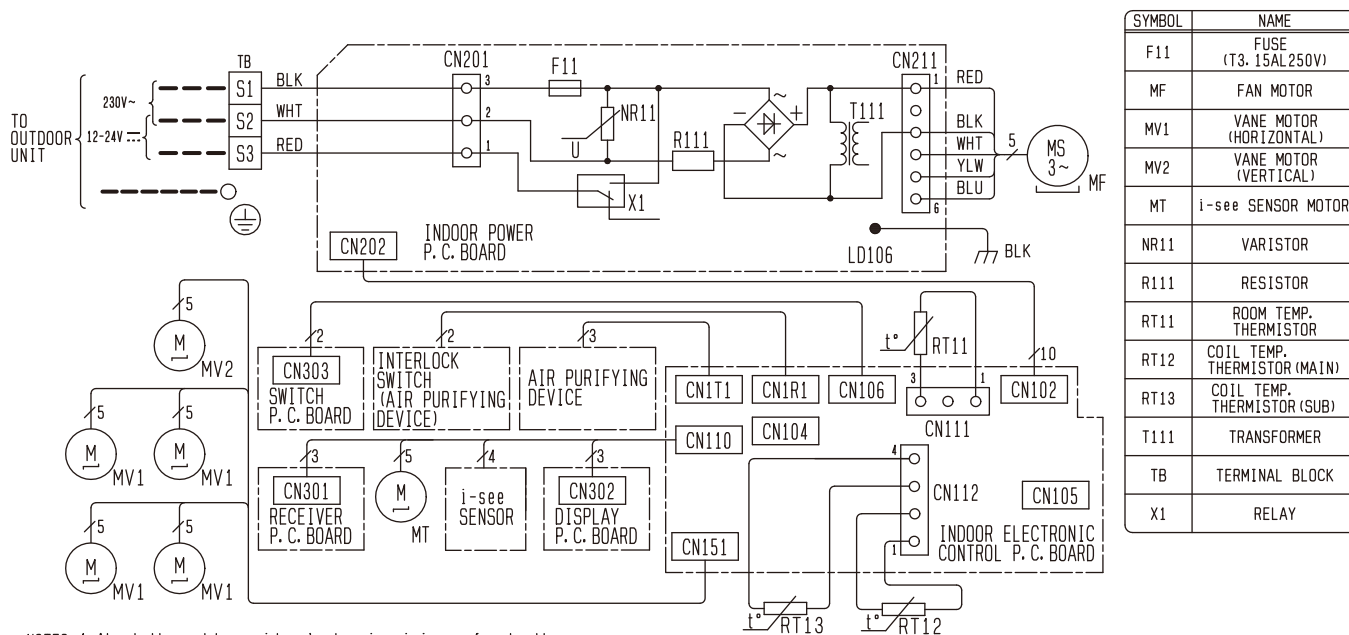 TO
OUTDOOR
UNIT
230V~
12-24V
TB
S1
S2
S3
BLK
WHT
RED
CN201
3
2
1
F11
NR11
U
R111
X1
~
~
−
+
T111
CN211
1
6
RED
BLK
WHT
YLW
BLU
5
MS
3~
MF
LD106
BLK
CN202
INDOOR POWER
P.C.BOARD
5
M
MV2
5
M
MV1
5
M
MV1
5
M
MV1
5
M
MV1
2
CN303
SWITCH
P.C.BOARD
2
INTERLOCK
SWITCH
(AIR PURIFYING
DEVICE)
3
AIR PURIFYING
DEVICE
3
CN301
RECEIVER
P.C.BOARD
5
M
MT
4
i-see
SENSOR
3
CN302
DISPLAY
P.C.BOARD
CN1T1
CN1R1
CN106
CN110
CN104
CN151
t°
RT11
3
1
CN111
10
CN102
4
1
CN112
CN105
INDOOR ELECTRONIC
CONTROL P.C.BOARD
t°
RT13
t°
RT12
SYMBOL NAME
F11 FUSE
(T3.15AL250V)
MF FAN MOTOR
MV1 VANE MOTOR
(HORIZONTAL)
MV2 VANE MOTOR
(VERTICAL)
MT i-see SENSOR MOTOR
NR11 VARISTOR
R111 RESISTOR
RT11 ROOM TEMP.
THERMISTOR
RT12 COIL TEMP.
THERMISTOR(MAIN)
RT13 COIL TEMP.
THERMISTOR(SUB)
T111 TRANSFORMER
TB TERMINAL BLOCK
X1 RELAY